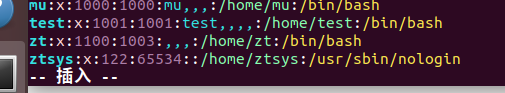 mu:x:1000:1000:mu,,,:/home/mu:/bin/bash
test:x:1001:1001:test,,,,:/home/test:/bin/bash
zt:x:1100:1003:,,,:/home/zt:/bin/bash
ztsys:x:122:65534::/home/ztsys:/usr/sbin/nologin
-- 插入 --